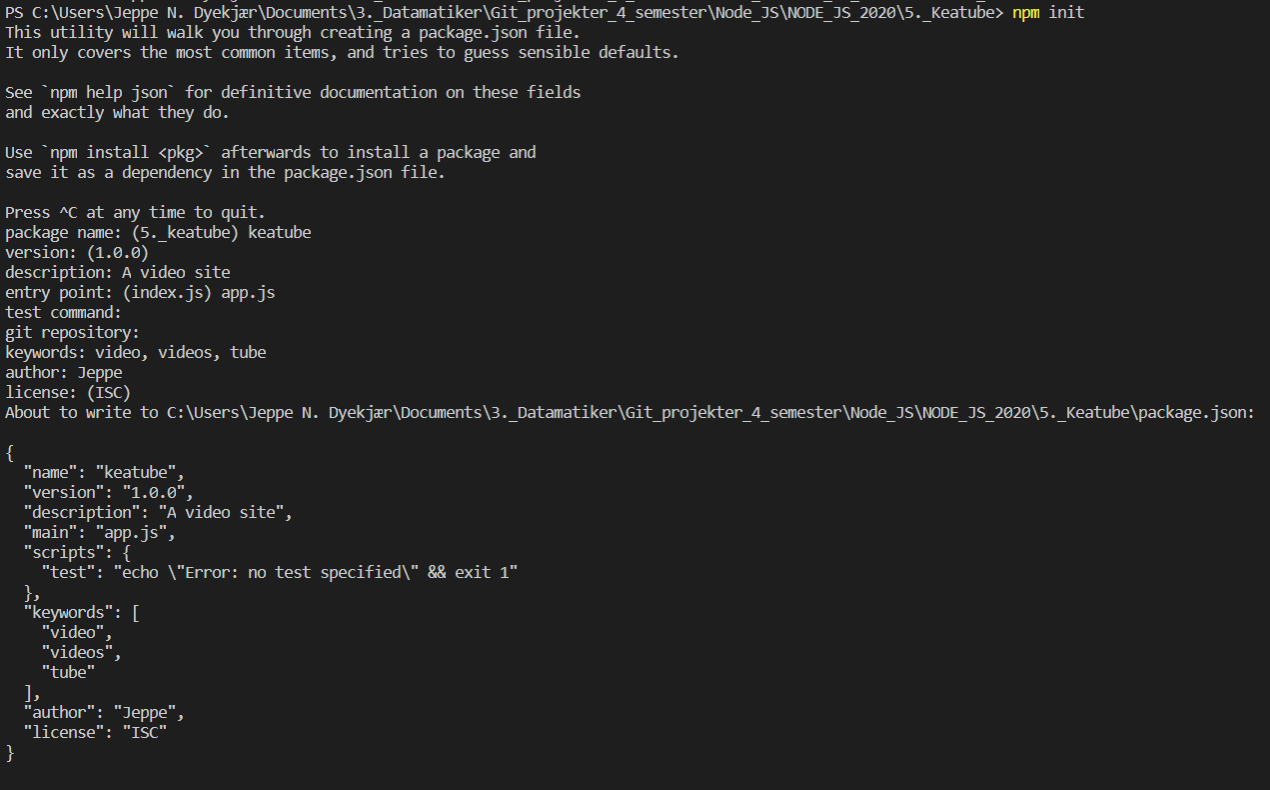 PS C:\Users\Jeppe N. Dyekjær\Documents\3._Datamatiker\Git_projekter_4_semester\Node_JS\NODE_JS_2020\5._Keatube> npm init
This utility will walk you through creating a package.json file.
It only covers the most common items, and tries to guess sensible defaults.
See `npm help json` for definitive documentation on these fields
and exactly what they do.
Use `npm install <pkg>` afterwards to install a package and
save it as a dependency in the package.json file.
Press ^C at any time to quit.
package name: (5._keatube) keatube
version: (1.0.0)
description: A video site
entry point: (index.js) app.js
test command:
git repository:
keywords: video, videos, tube
author: Jeppe
license: (ISC)
About to write to C:\Users\Jeppe N. Dyekjær\Documents\3._Datamatiker\Git_projekter_4_semester\Node_JS\NODE_JS_2020\5._Keatube\package.json:
{
  "name": "keatube",
  "version": "1.0.0",
  "description": "A video site",
  "main": "app.js",
  "scripts": {
    "test": "echo \"Error: no test specified\" && exit 1"
  },
  "keywords": [
    "video",
    "videos",
    "tube"
  ],
  "author": "Jeppe",
  "license": "ISC"
}